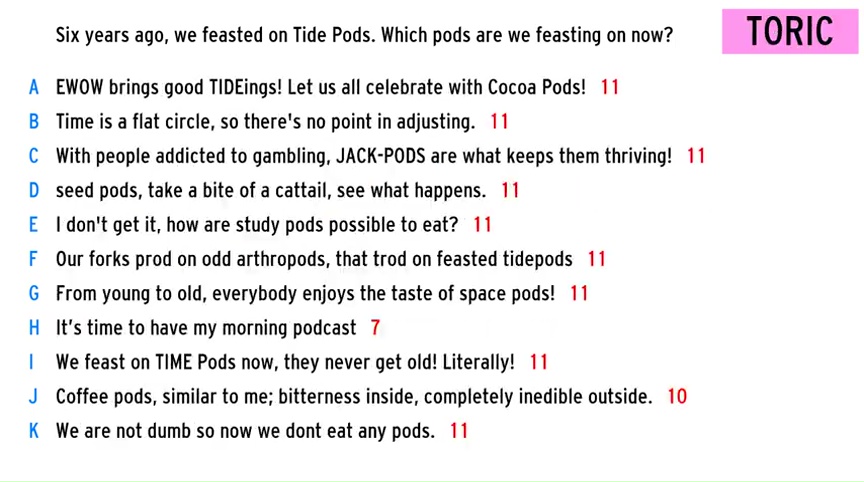 Six years ago, we feasted on Tide Pods. Which pods are we feasting on now?
TORIC
A EWOW brings good TIDEings! Let us all celebrate with Cocoa Pods! 11
B Time is a flat circle, so there's no point in adjusting. 11
C With people addicted to gambling, JACK-PODS are what keeps them thriving! 11
D seed pods, take a bite of a cattail, see what happens. 11
E I don't get it, how are study pods possible to eat? 11
F Our forks prod on odd arthropods, that trod on feasted tidepods 11
G From young to old, everybody enjoys the taste of space pods! 11
H It’s time to have my morning podcast 7
I We feast on TIME Pods now, they never get old! Literally! 11
J Coffee pods, similar to me; bitterness inside, completely inedible outside. 10
K We are not dumb so now we dont eat any pods. 11